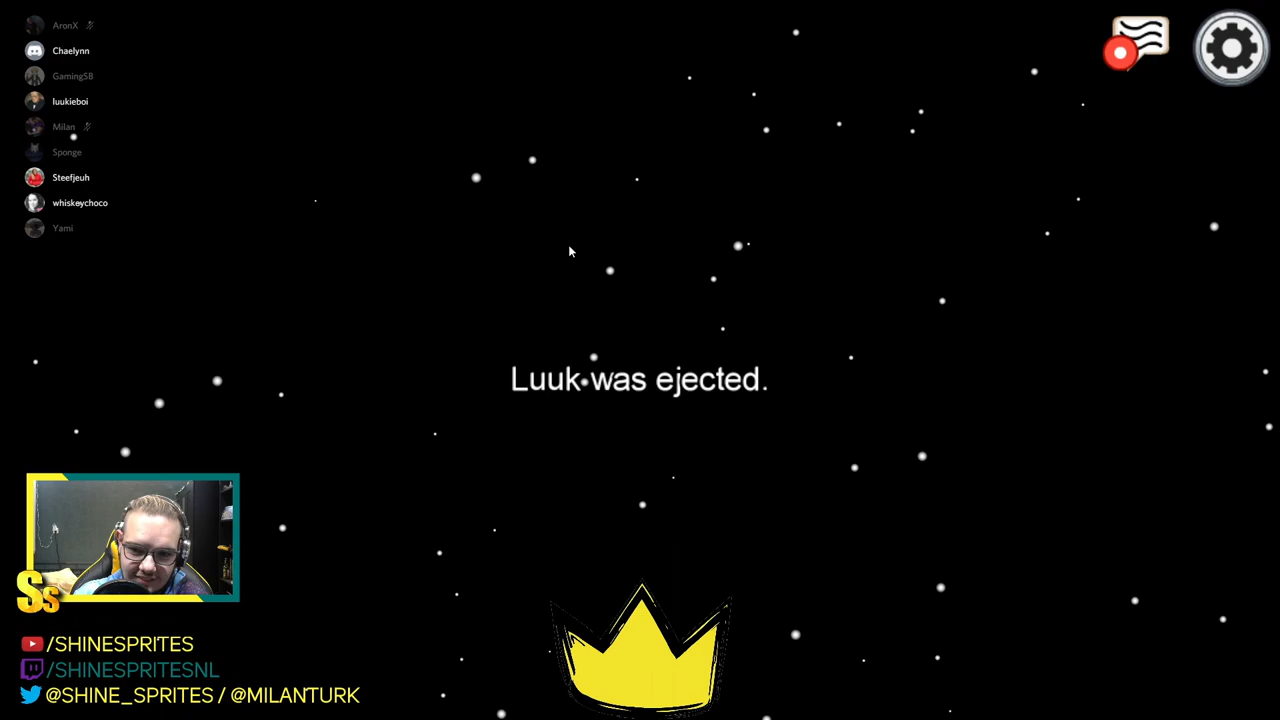 AronX
Chaelynn
GamingSB
luukieboi
Milan
Sponge
Steefjeuh
whiskeychoco
Yami
Luuk was ejected.
Ss
/SHINESPRITES
/SHINESPRITESNL
@SHINE_SPRITES / @MILANTURK